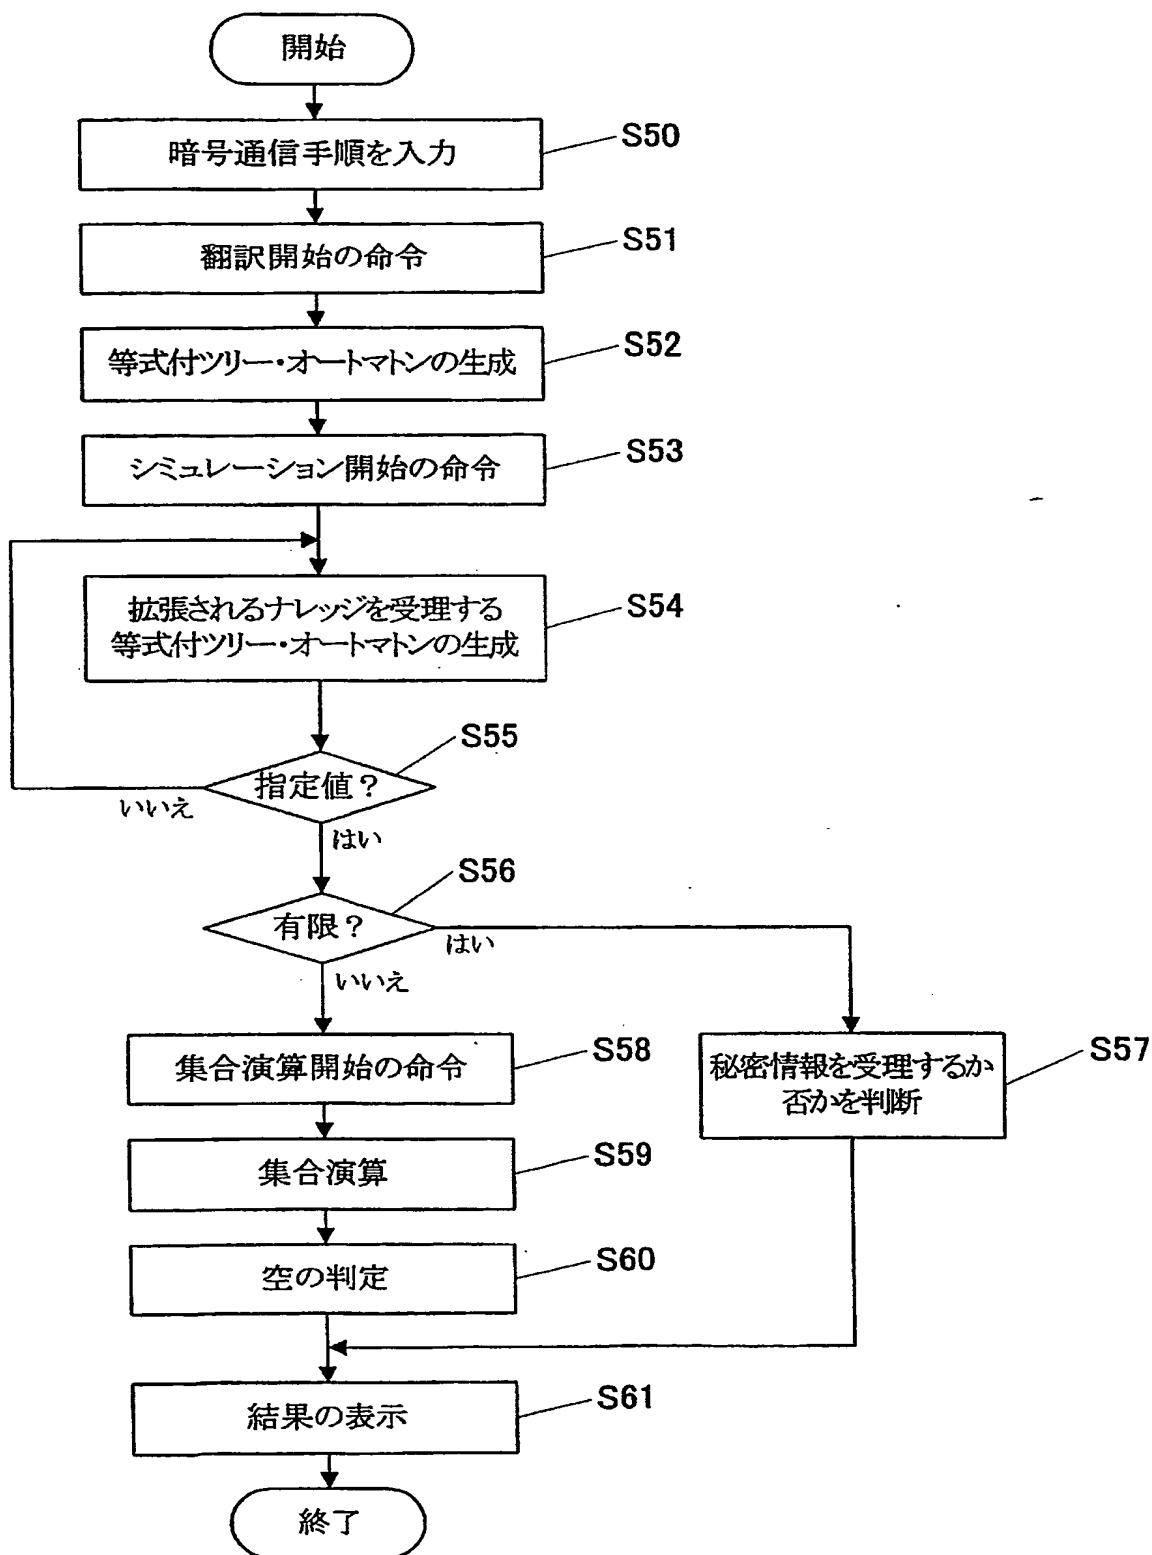 開始
暗号通信手順を入力
S50
翻訳開始の命令
S51
等式付ツリー・オートマトンの生成
S52
シミュレーション開始の命令
S53
拡張されるナレッジを受理する
等式付ツリー・オートマトンの生成
S54
指定値？
S55
いいえ
はい
有限？
S56
はい
いいえ
集合演算開始の命令
S58
秘密情報を受理するか
否かを判断
S57
集合演算
S59
空の判定
S60
結果の表示
S61
終了